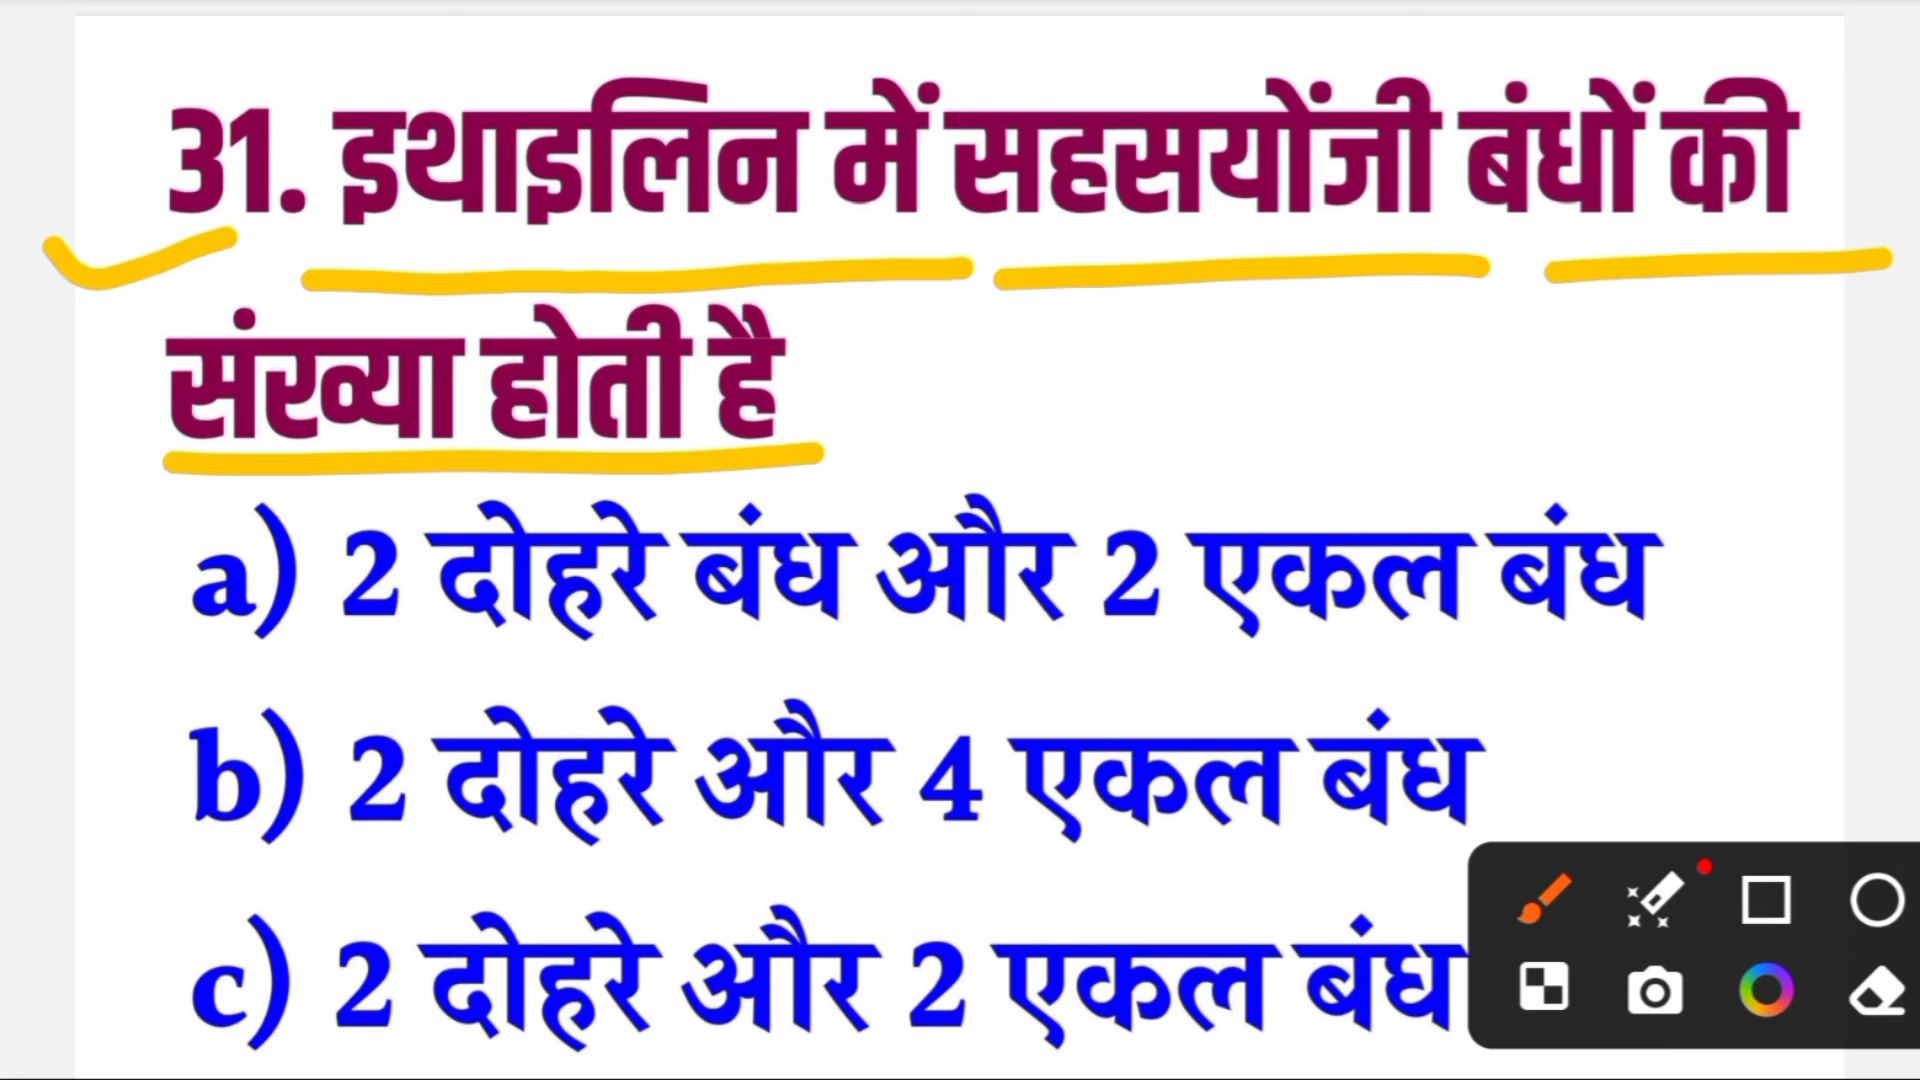 31. इथाइलिन में सहसयोंजी बंधों की
संख्या होती है
a) 2 दोहरे बंध और 2 एकल बंध
b) 2 दोहरे और 4 एकल बंध
c) 2 दोहरे और 2 एकल बंध